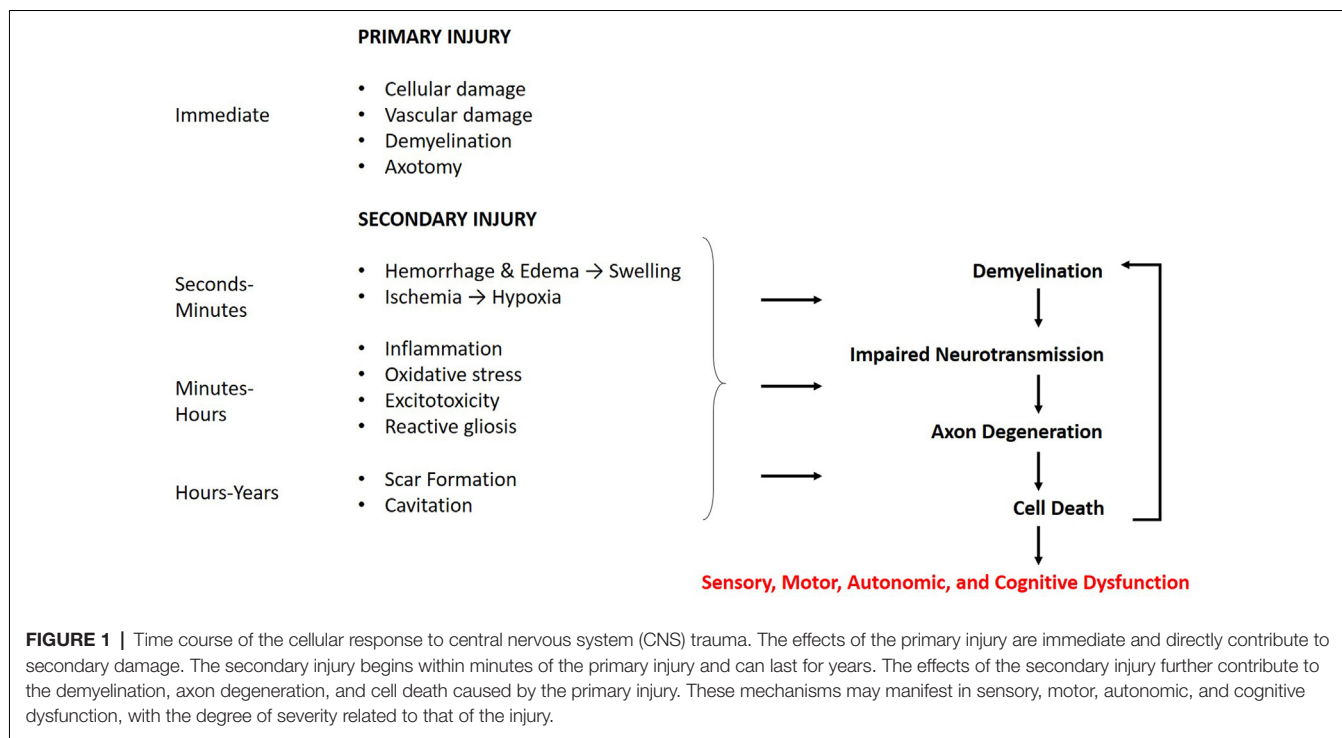 PRIMARY INJURY
Immediate
• Cellular damage
• Vascular damage
• Demyelination
• Axotomy
SECONDARY INJURY
Seconds-
Minutes
• Hemorrhage & Edema → Swelling
• Ischemia → Hypoxia
Minutes-
Hours
• Inflammation
• Oxidative stress
• Excitotoxicity
• Reactive gliosis
Hours-Years
• Scar Formation
• Cavitation
Demyelination
Impaired Neurotransmission
Axon Degeneration
Cell Death
Sensory, Motor, Autonomic, and Cognitive Dysfunction
FIGURE 1 | Time course of the cellular response to central nervous system (CNS) trauma. The effects of the primary injury are immediate and directly contribute to
secondary damage. The secondary injury begins within minutes of the primary injury and can last for years. The effects of the secondary injury further contribute to
the demyelination, axon degeneration, and cell death caused by the primary injury. These mechanisms may manifest in sensory, motor, autonomic, and cognitive
dysfunction, with the degree of severity related to that of the injury.